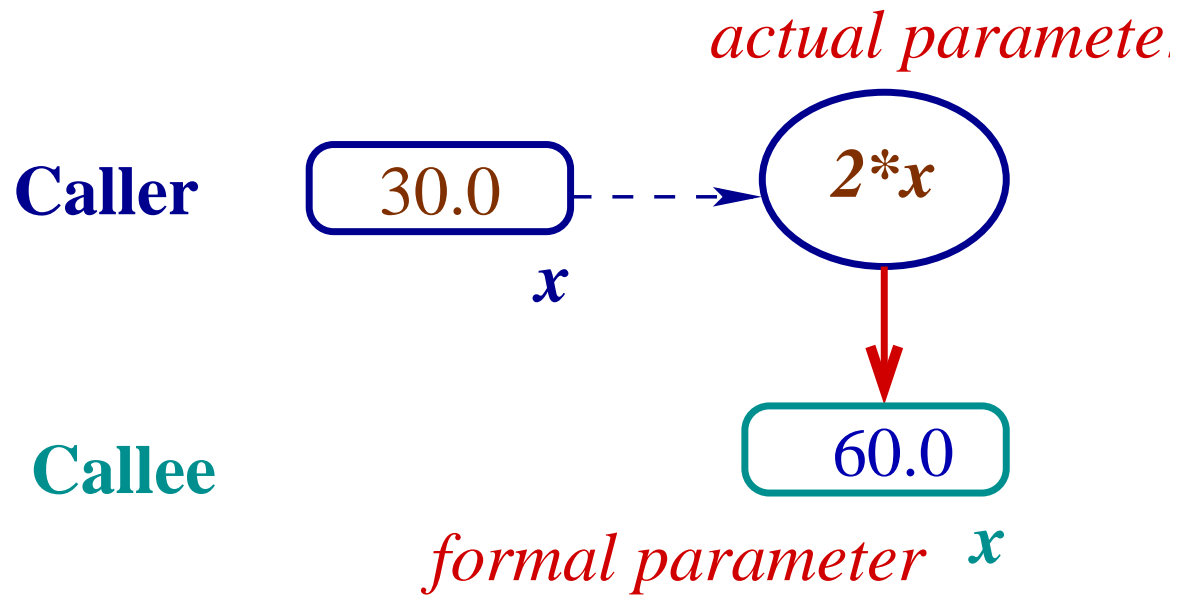 actual paramete
Caller 30.0 2*x
x
Callee 60.0
formal parameter x